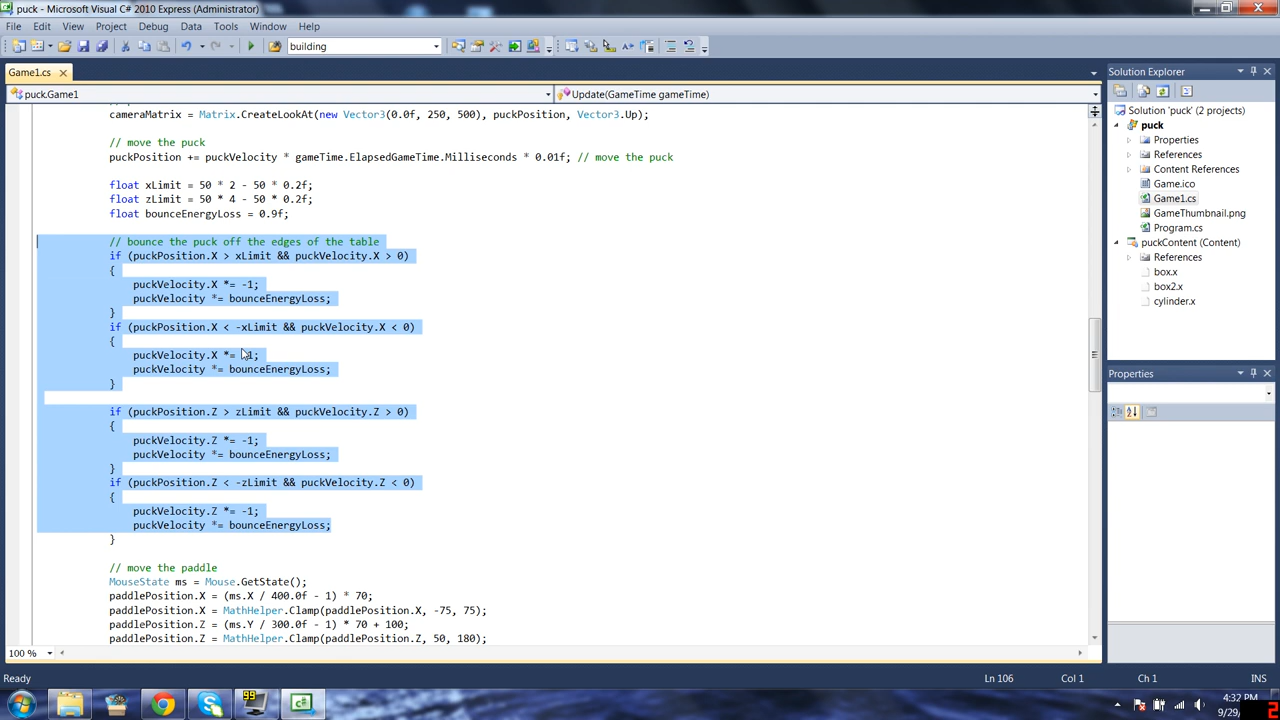 puck - Microsoft Visual C# 2010 Express (Administrator)
File Edit View Project Debug Data Tools Window Help
building
Game1.cs
puck.Game1
Update(GameTime gameTime)
cameraMatrix = Matrix.CreateLookAt(new Vector3(0.0f, 250, 500), puckPosition, Vector3.Up);
// move the puck
puckPosition += puckVelocity * gameTime.ElapsedGameTime.Milliseconds * 0.01f; // move the puck
float xLimit = 50 * 2 - 50 * 0.2f;
float zLimit = 50 * 4 - 50 * 0.2f;
float bounceEnergyLoss = 0.9f;
// bounce the puck off the edges of the table
if (puckPosition.X > xLimit && puckVelocity.X > 0)
{
puckVelocity.X *= -1;
puckVelocity *= bounceEnergyLoss;
}
if (puckPosition.X < -xLimit && puckVelocity.X < 0)
{
puckVelocity.X *= 1;
puckVelocity *= bounceEnergyLoss;
}
if (puckPosition.Z > zLimit && puckVelocity.Z > 0)
{
puckVelocity.Z *= -1;
puckVelocity *= bounceEnergyLoss;
}
if (puckPosition.Z < -zLimit && puckVelocity.Z < 0)
{
puckVelocity.Z *= -1;
puckVelocity *= bounceEnergyLoss;
}
// move the paddle
MouseState ms = Mouse.GetState();
paddlePosition.X = (ms.X / 400.0f - 1) * 70;
paddlePosition.X = MathHelper.Clamp(paddlePosition.X, -75, 75);
paddlePosition.Z = (ms.Y / 300.0f - 1) * 70 + 100;
paddlePosition.Z = MathHelper.Clamp(paddlePosition.Z, 50, 180);
100 %
Solution Explorer
Solution 'puck' (2 projects)
puck
Properties
References
Content References
Game.ico
Game1.cs
GameThumbnail.png
Program.cs
puckContent (Content)
References
box.x
box2.x
cylinder.x
Properties
Ready
Ln 106
Col 1
Ch 1
INS
99
4:32 PM
9/29/
2